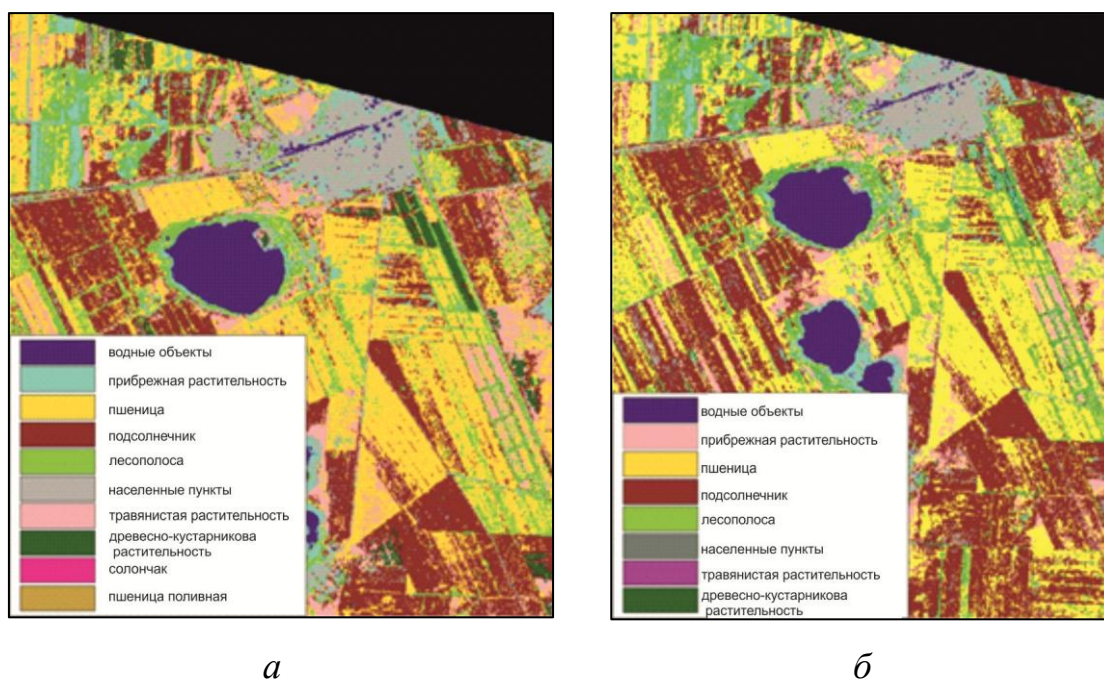 водные объекты
прибрежная растительность
пшеница
подсолнечник
лесополоса
населенные пункты
травянистая растительность
древесно-кустарникова
растительность
солончак
пшеница поливная
водные объекты
прибрежная растительность
пшеница
подсолнечник
лесополоса
населенные пункты
травянистая растительность
древесно-кустарникова
растительность
а
б